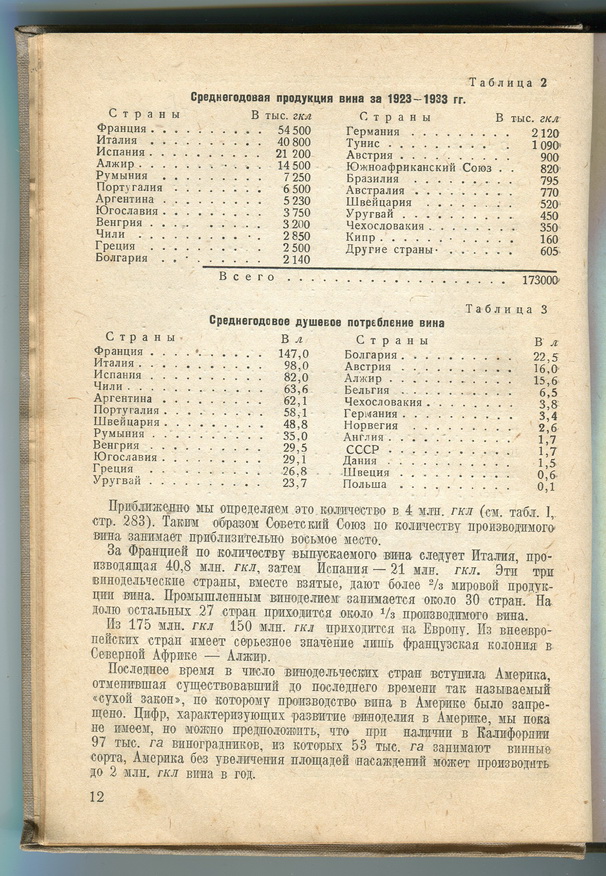 Таблица 2
Среднегодовая продукция вина за 1923—1933 гг.
Страны В тыс. гкл
Франция . . . . . . . . . 54 500
Италия . . . . . . . . . 40 800
Испания . . . . . . . . . 21 200
Алжир . . . . . . . . . . 14 500
Румыния . . . . . . . . . 7 250
Португалия . . . . . . . 6 500
Аргентина . . . . . . . . 5 230
Югославия . . . . . . . . 3 750
Венгрия . . . . . . . . . 3 200
Чили . . . . . . . . . . 2 850
Греция . . . . . . . . . 2 500
Болгария . . . . . . . . 2 140
Страны В тыс. гкл
Германия . . . . . . . . 2 120
Тунис . . . . . . . . . . 1 090
Австрия . . . . . . . . . 900
Южноафриканский Союз . . 820
Бразилия . . . . . . . . 795
Австралия . . . . . . . . 770
Швейцария . . . . . . . . 520
Уругвай . . . . . . . . . 450
Чехословакия . . . . . . 350
Кипр . . . . . . . . . . 160
Другие страны . . . . . . 605
Всего . . . . . . . . . . . . . . . . . 173000
Таблица 3
Среднегодовое душевое потребление вина
Страны В л
Франция . . . . . . . . . 147,0
Италия . . . . . . . . . 98,0
Испания . . . . . . . . . 82,0
Чили . . . . . . . . . . 63,6
Аргентина . . . . . . . . 62,1
Португалия . . . . . . . 58,1
Швейцария . . . . . . . . 48,8
Румыния . . . . . . . . . 35,0
Венгрия . . . . . . . . . 29,5
Югославия . . . . . . . . 29,1
Греция . . . . . . . . . 26,8
Уругвай . . . . . . . . . 23,7
Страны В л
Болгария . . . . . . . . 22,5
Австрия . . . . . . . . . 16,0
Алжир . . . . . . . . . . 15,6
Бельгия . . . . . . . . . 6,5
Чехословакия . . . . . . 3,8
Германия . . . . . . . . 3,4
Норвегия . . . . . . . . 2,6
Англия . . . . . . . . . 1,7
СССР . . . . . . . . . . 1,7
Дания . . . . . . . . . . 1,5
Швеция . . . . . . . . . 0,6
Польша . . . . . . . . . 0,1
Приближенно мы определяем это количество в 4 млн. гкл (см. табл. I,
стр. 283). Таким образом Советский Союз по количеству производимого
вина занимает приблизительно восьмое место.
За Францией по количеству выпускаемого вина следует Италия, про-
изводящая 40,8 млн. гкл, затем Испания — 21 млн. гкл. Эти три
винодельческие страны, вместе взятые, дают более 2/3 мировой продук-
ции вина. Промышленным виноделием занимается около 30 стран. На
долю остальных 27 стран приходится около 1/3 производимого вина.
Из 175 млн. гкл 150 млн. гкл приходится на Европу. Из внеевро-
пейских стран имеет серьезное значение лишь французская колония в
Северной Африке — Алжир.
Последнее время в число винодельческих стран вступила Америка,
отменившая существовавший до последнего времени так называемый
«сухой закон», по которому производство вина в Америке было запре-
щено. Цифр, характеризующих развитие виноделия в Америке, мы пока
не имеем, но можно предположить, что при наличии в Калифорнии
97 тыс. га виноградников, из которых 53 тыс. га занимают винные
сорта, Америка без увеличения площадей насаждений может производить
до 2 млн. гкл вина в год.
12